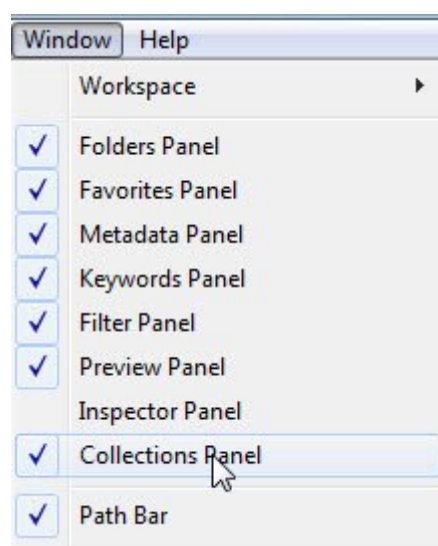 Window Help
Workspace
Folders Panel
Favorites Panel
Metadata Panel
Keywords Panel
Filter Panel
Preview Panel
Inspector Panel
Collections Panel
Path Bar